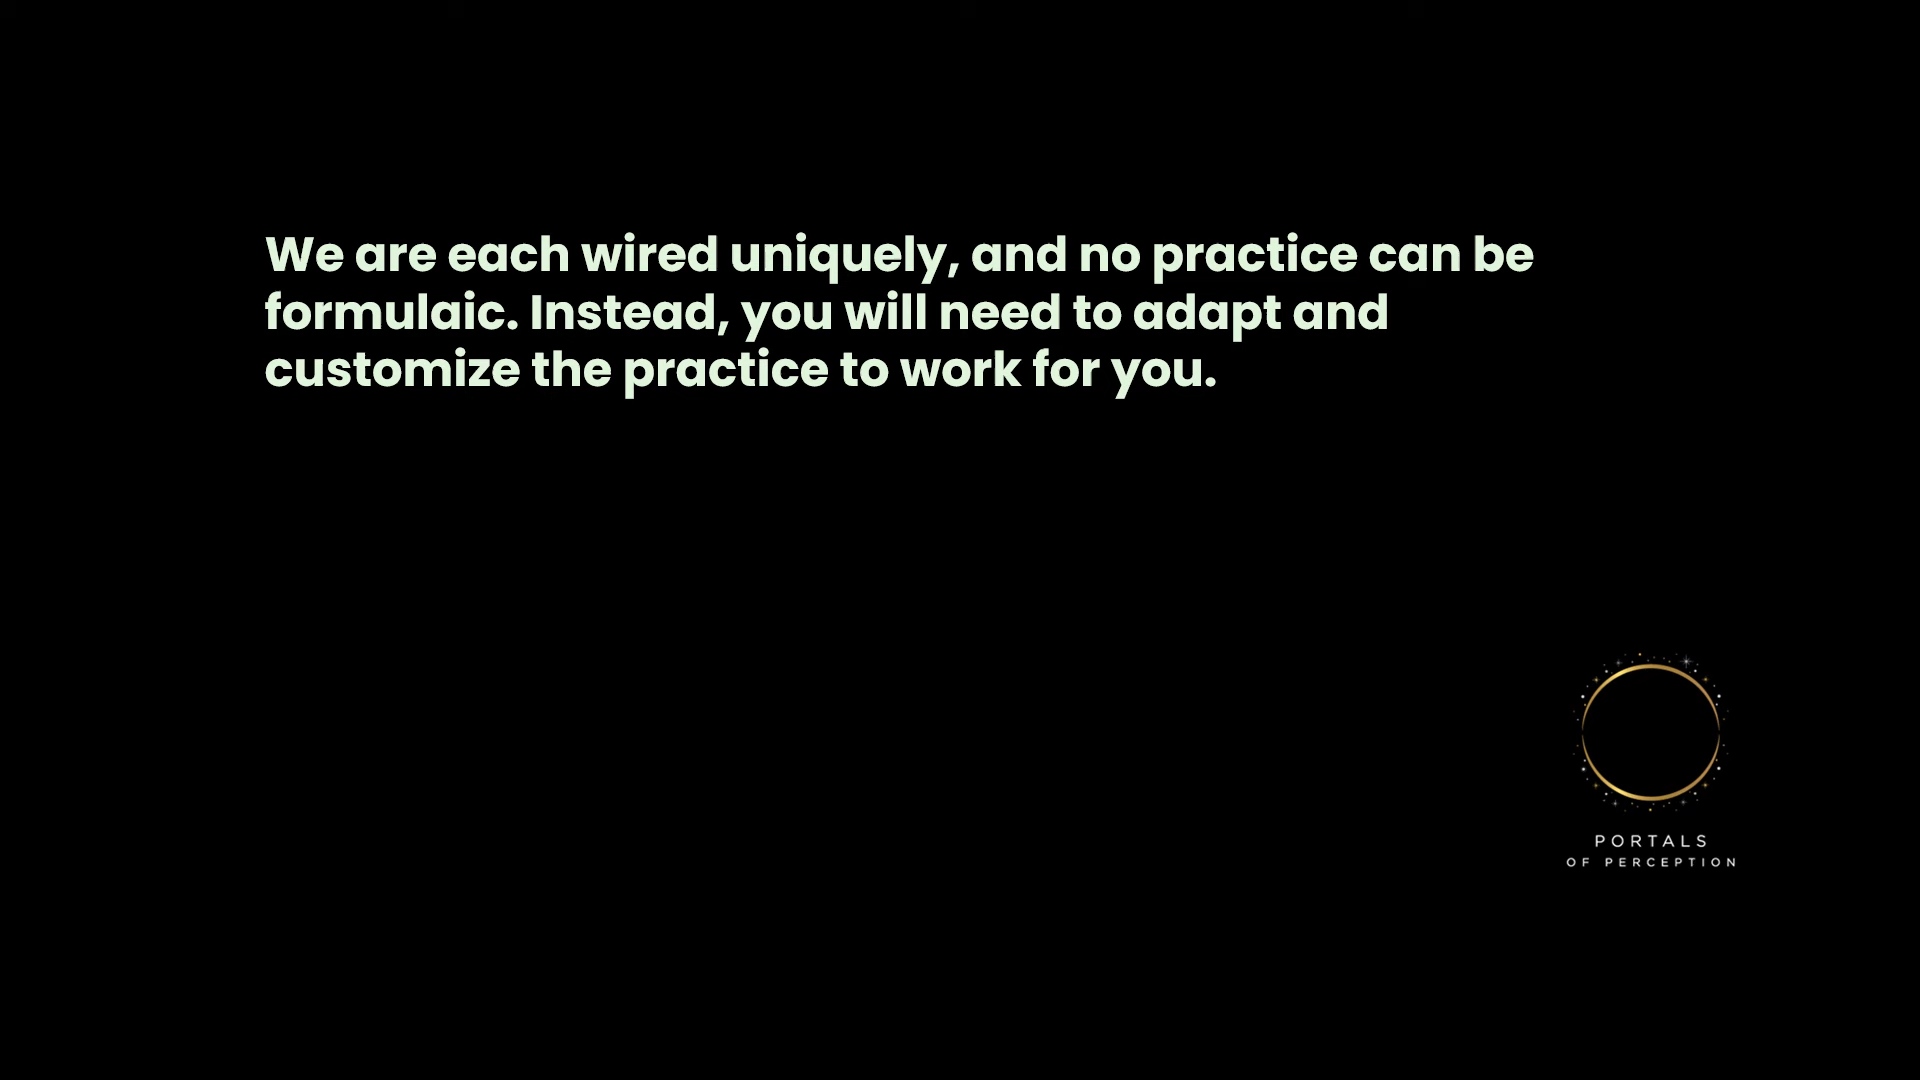 We are each wired uniquely, and no practice can be
formulaic. Instead, you will need to adapt and
customize the practice to work for you.
PORTALS
OF PERCEPTION